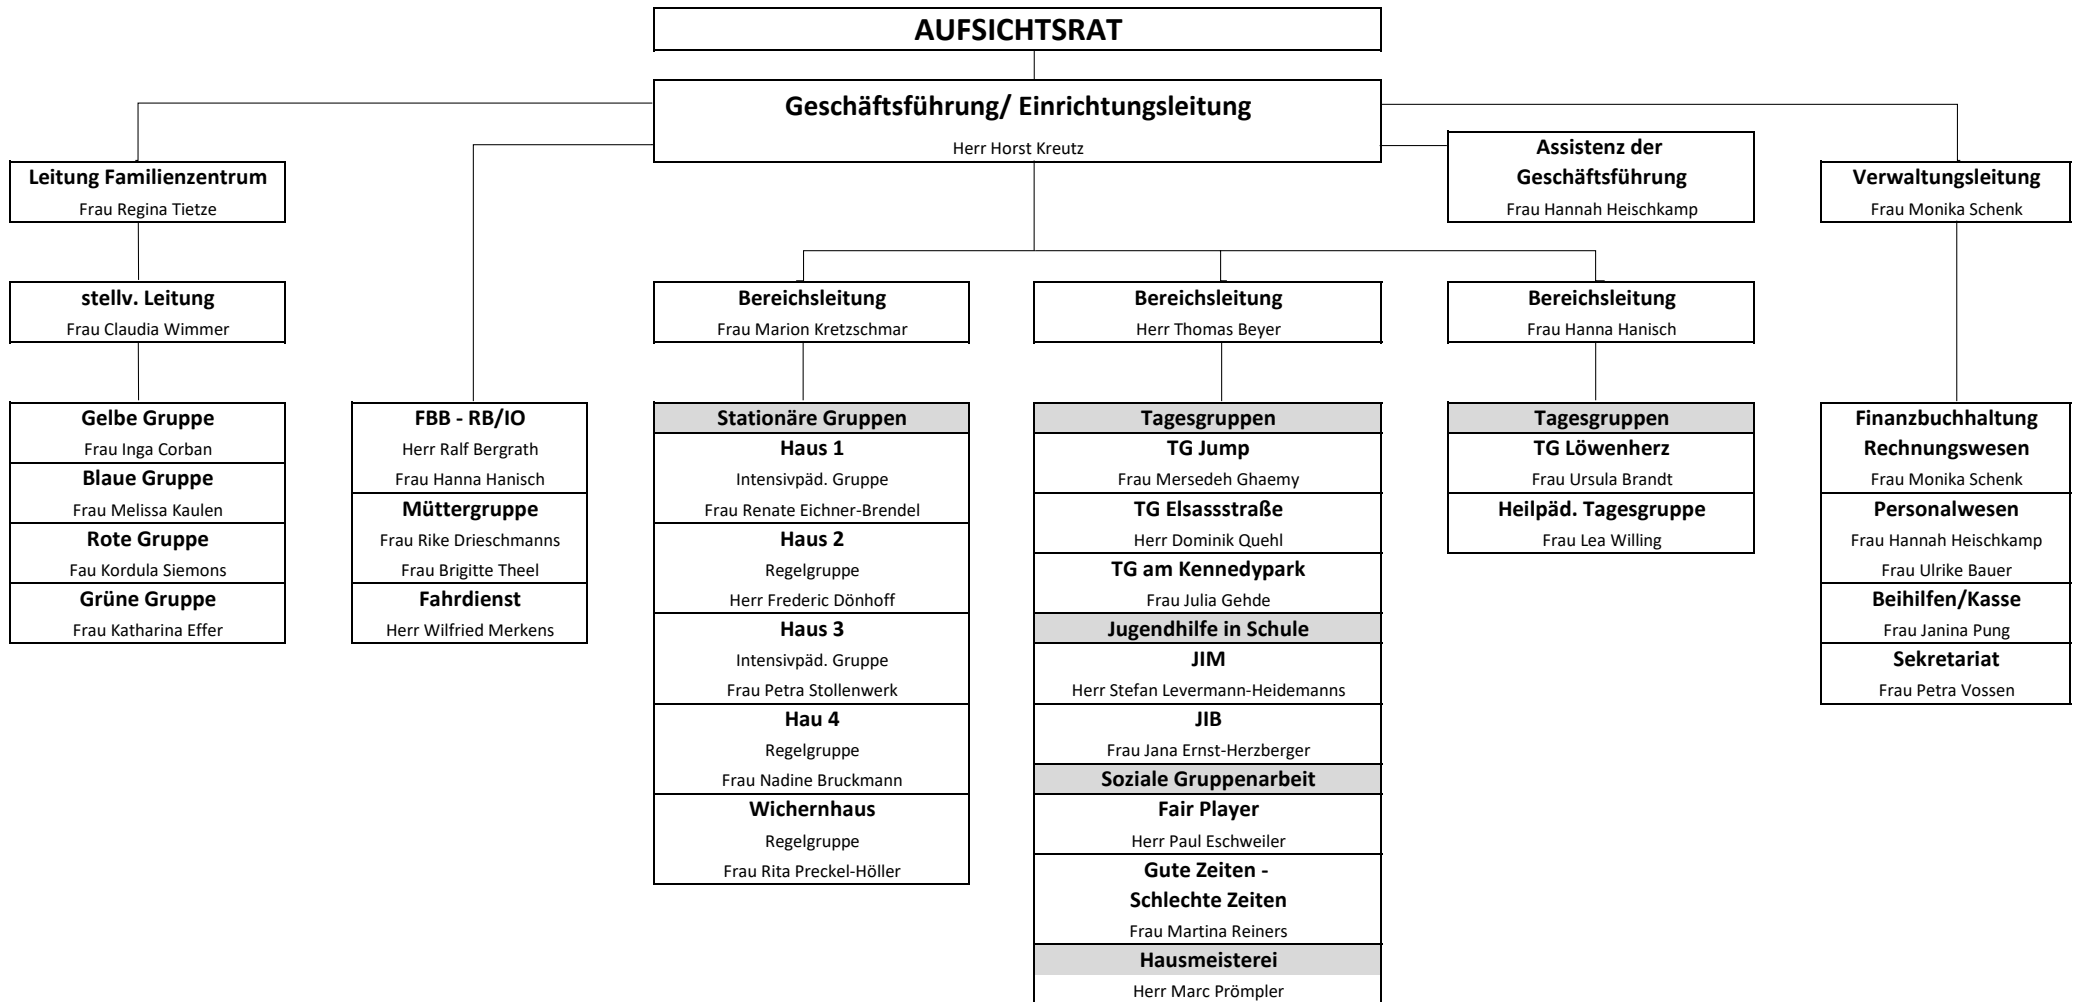 AUFSICHTSRAT
Geschäftsführung/ Einrichtungsleitung
Herr Horst Kreutz
Assistenz der
Geschäftsführung
Frau Hannah Heischkamp
Leitung Familienzentrum
Frau Regina Tietze
Verwaltungsleitung
Frau Monika Schenk
stellv. Leitung
Frau Claudia Wimmer
Bereichsleitung
Frau Marion Kretzschmar
Bereichsleitung
Herr Thomas Beyer
Bereichsleitung
Frau Hanna Hanisch
Gelbe Gruppe
Frau Inga Corban
Blaue Gruppe
Frau Melissa Kaulen
Rote Gruppe
Fau Kordula Siemons
Grüne Gruppe
Frau Katharina Effer
FBB - RB/IO
Herr Ralf Bergrath
Frau Hanna Hanisch
Müttergruppe
Frau Rike Drieschmanns
Frau Brigitte Theel
Fahrdienst
Herr Wilfried Merkens
Stationäre Gruppen
Haus 1
Intensivpäd. Gruppe
Frau Renate Eichner-Brendel
Haus 2
Regelgruppe
Herr Frederic Dönhoff
Haus 3
Intensivpäd. Gruppe
Frau Petra Stollenwerk
Hau 4
Regelgruppe
Frau Nadine Bruckmann
Wichernhaus
Regelgruppe
Frau Rita Preckel-Höller
Tagesgruppen
TG Jump
Frau Mersedeh Ghaemy
TG Elsassstraße
Herr Dominik Quehl
TG am Kennedypark
Frau Julia Gehde
Jugendhilfe in Schule
JIM
Herr Stefan Levermann-Heidemanns
JIB
Frau Jana Ernst-Herzberger
Soziale Gruppenarbeit
Fair Player
Herr Paul Eschweiler
Gute Zeiten -
Schlechte Zeiten
Frau Martina Reiners
Hausmeisterei
Herr Marc Prömpler
Tagesgruppen
TG Löwenherz
Frau Ursula Brandt
Heilpäd. Tagesgruppe
Frau Lea Willing
Finanzbuchhaltung
Rechnungswesen
Frau Monika Schenk
Personalwesen
Frau Hannah Heischkamp
Frau Ulrike Bauer
Beihilfen/Kasse
Frau Janina Pung
Sekretariat
Frau Petra Vossen